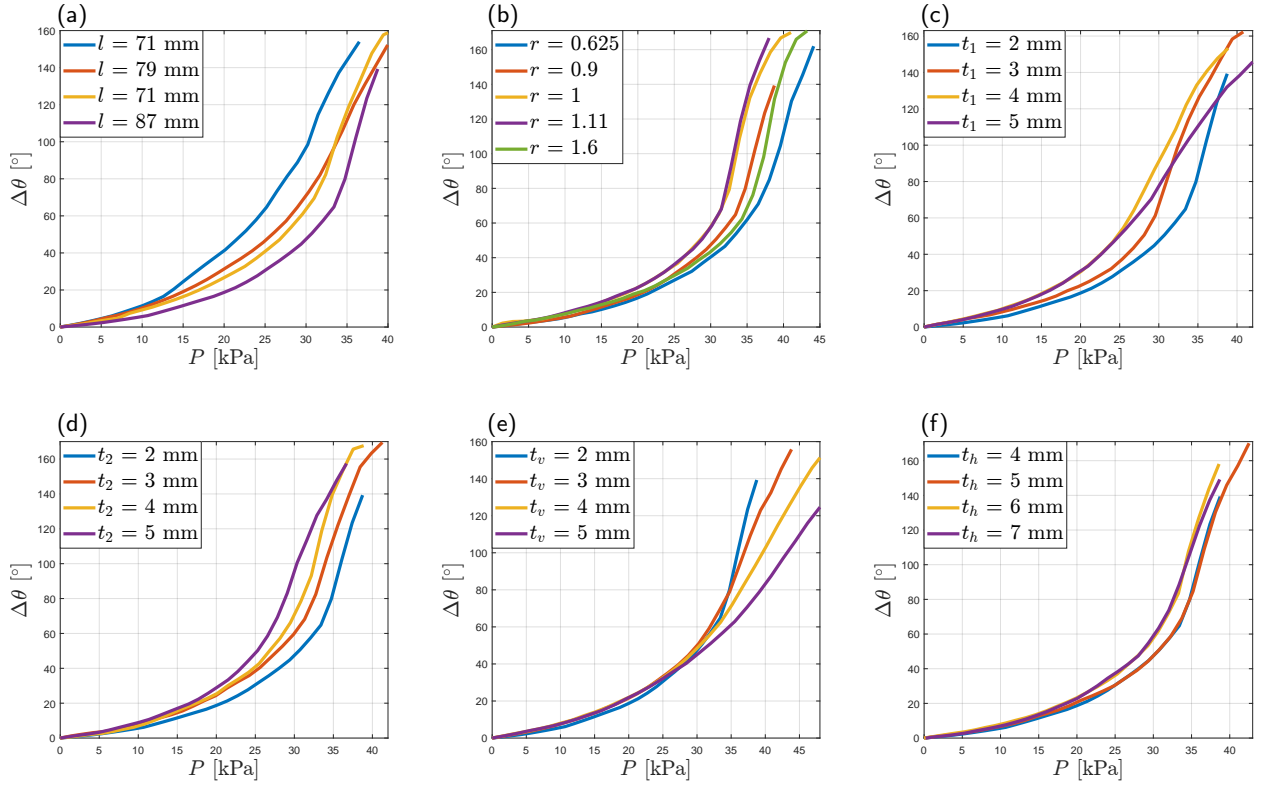 (a)
l = 71 mm
l = 79 mm
l = 71 mm
l = 87 mm
160
140
120
100
80
60
40
20
0
Δθ [°]
0 5 10 15 20 25 30 35 40
P [kPa]
(b)
r = 0.625
r = 0.9
r = 1
r = 1.11
r = 1.6
160
140
120
100
80
60
40
20
0
Δθ [°]
0 5 10 15 20 25 30 35 40 45
P [kPa]
(c)
t₁ = 2 mm
t₁ = 3 mm
t₁ = 4 mm
t₁ = 5 mm
160
140
120
100
80
60
40
20
0
Δθ [°]
0 5 10 15 20 25 30 35 40
P [kPa]
(d)
t₂ = 2 mm
t₂ = 3 mm
t₂ = 4 mm
t₂ = 5 mm
160
140
120
100
80
60
40
20
0
Δθ [°]
0 5 10 15 20 25 30 35 40
P [kPa]
(e)
tᵥ = 2 mm
tᵥ = 3 mm
tᵥ = 4 mm
tᵥ = 5 mm
160
140
120
100
80
60
40
20
0
Δθ [°]
0 5 10 15 20 25 30 35 40 45
P [kPa]
(f)
tₕ = 4 mm
tₕ = 5 mm
tₕ = 6 mm
tₕ = 7 mm
160
140
120
100
80
60
40
20
0
Δθ [°]
0 5 10 15 20 25 30 35 40
P [kPa]